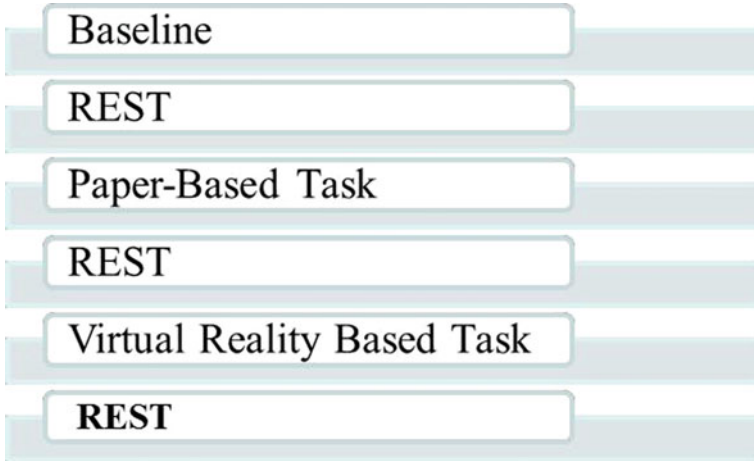 Baseline
REST
Paper-Based Task
REST
Virtual Reality Based Task
REST